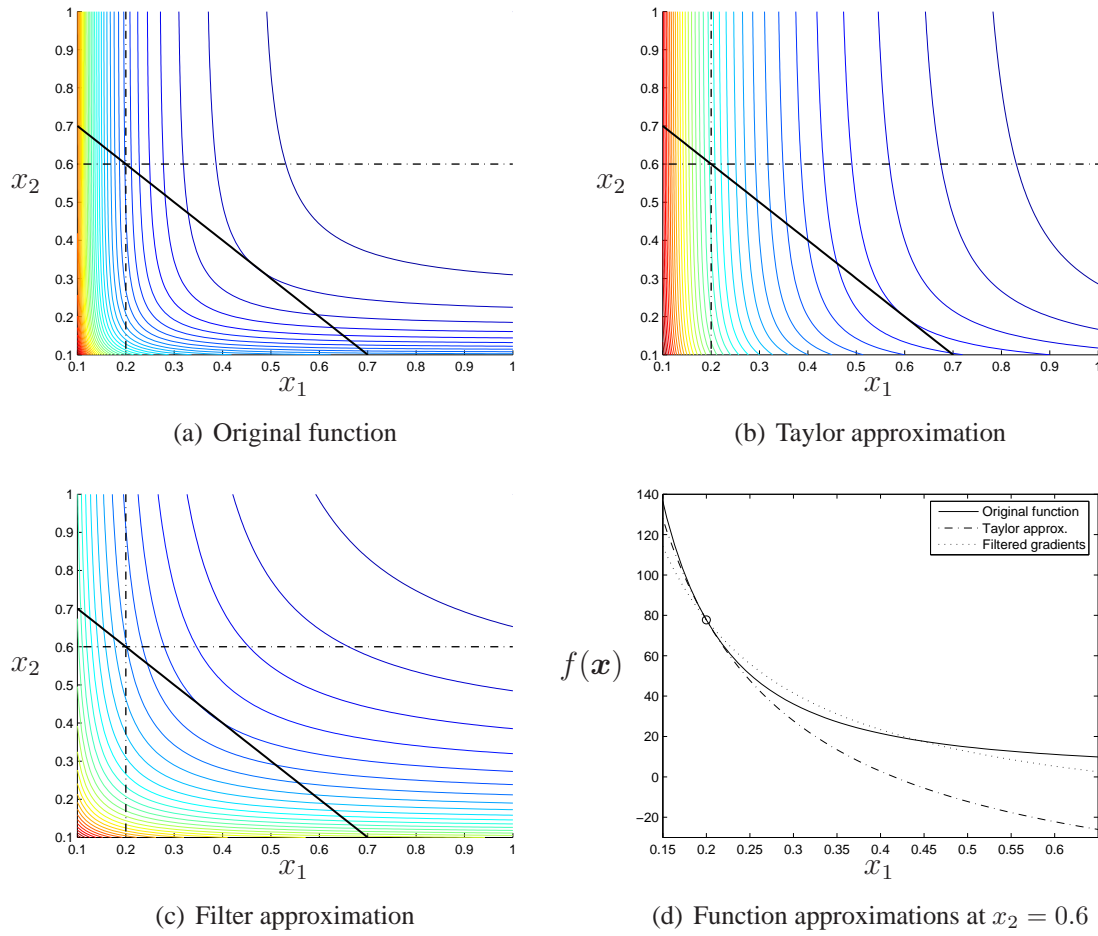 1
0.9
0.8
0.7
0.6
0.5
0.4
0.3
0.2
0.1
x2
0.1 0.2 0.3 0.4 0.5 0.6 0.7 0.8 0.9 1
x1
(a) Original function
1
0.9
0.8
0.7
0.6
0.5
0.4
0.3
0.2
0.1
x2
0.1 0.2 0.3 0.4 0.5 0.6 0.7 0.8 0.9 1
x1
(b) Taylor approximation
1
0.9
0.8
0.7
0.6
0.5
0.4
0.3
0.2
0.1
x2
0.1 0.2 0.3 0.4 0.5 0.6 0.7 0.8 0.9 1
x1
(c) Filter approximation
140
120
100
80
60
40
20
0
−20
f(x)
Original function
Taylor approx.
Filtered gradients
0.15 0.2 0.25 0.3 0.35 0.4 0.45 0.5 0.55 0.6
x1
(d) Function approximations at x2 = 0.6